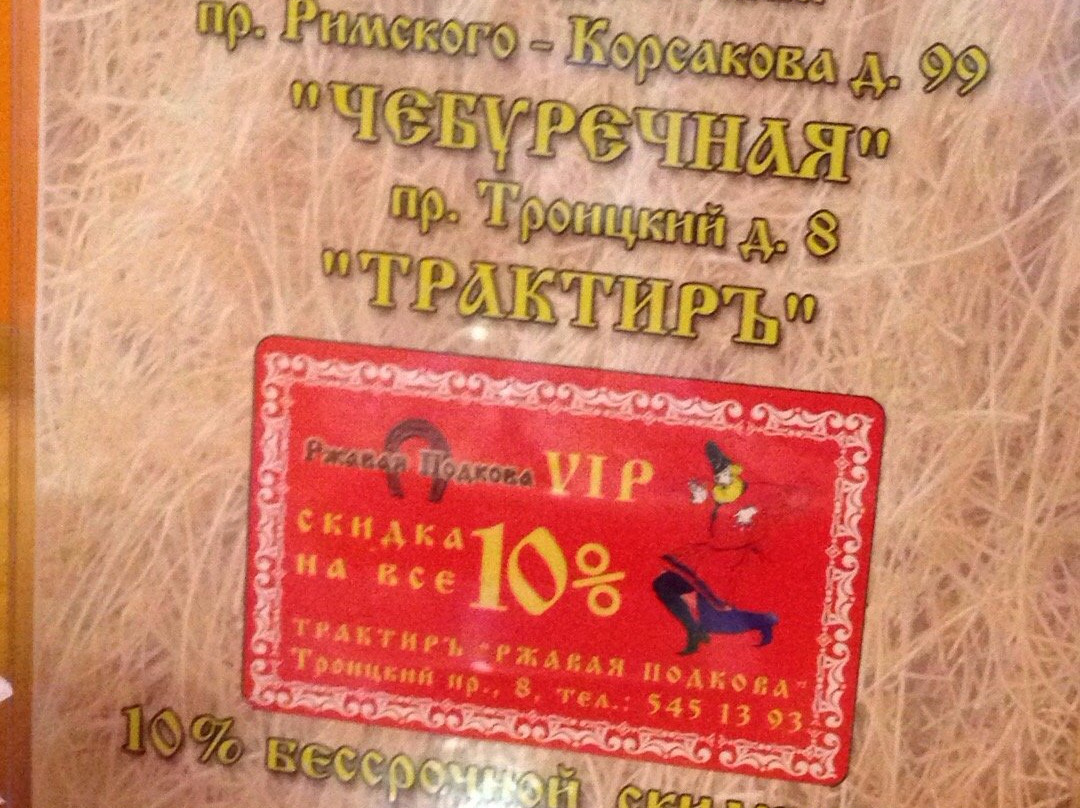 пр. Римского - Корсакова д. 99
"ЧЕБУРЕЧНАЯ"
пр. Троицкий д. 8
"ТРАКТИРЪ"
Ржавая Подкова VIP
СКИДКА
НА ВСЕ 10%
ТРАКТИРЪ "РЖАВАЯ ПОДКОВА"
Троицкий пр., 8, тел.: 545 13 93
10% БЕССРОЧНОЙ